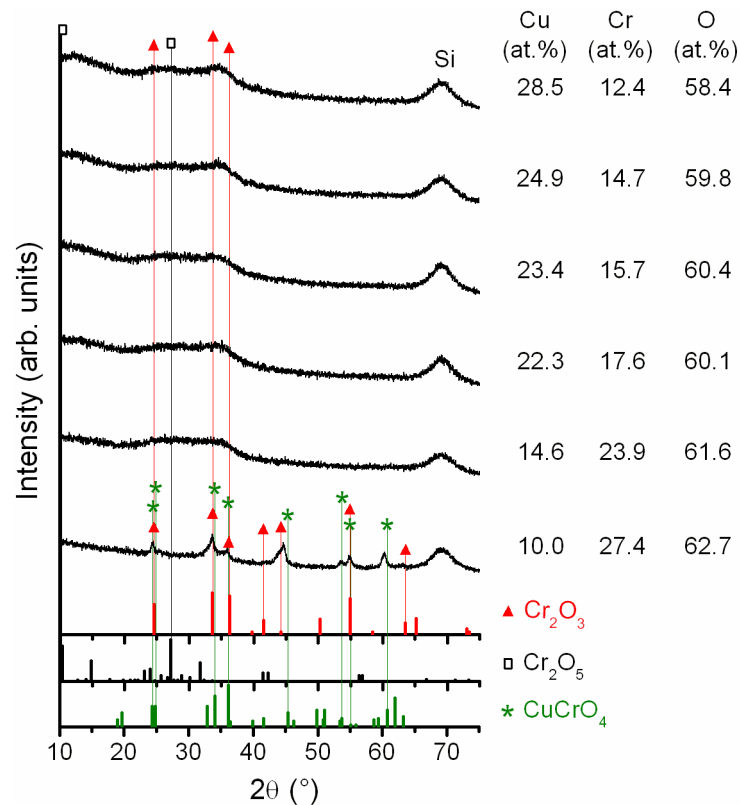 Cu Cr O
(at.%) (at.%) (at.%)
Si
28.5 12.4 58.4
24.9 14.7 59.8
23.4 15.7 60.4
22.3 17.6 60.1
14.6 23.9 61.6
10.0 27.4 62.7
Intensity (arb. units)
Cr₂O₃
Cr₂O₅
CuCrO₄
10 20 30 40 50 60 70
2θ (°)